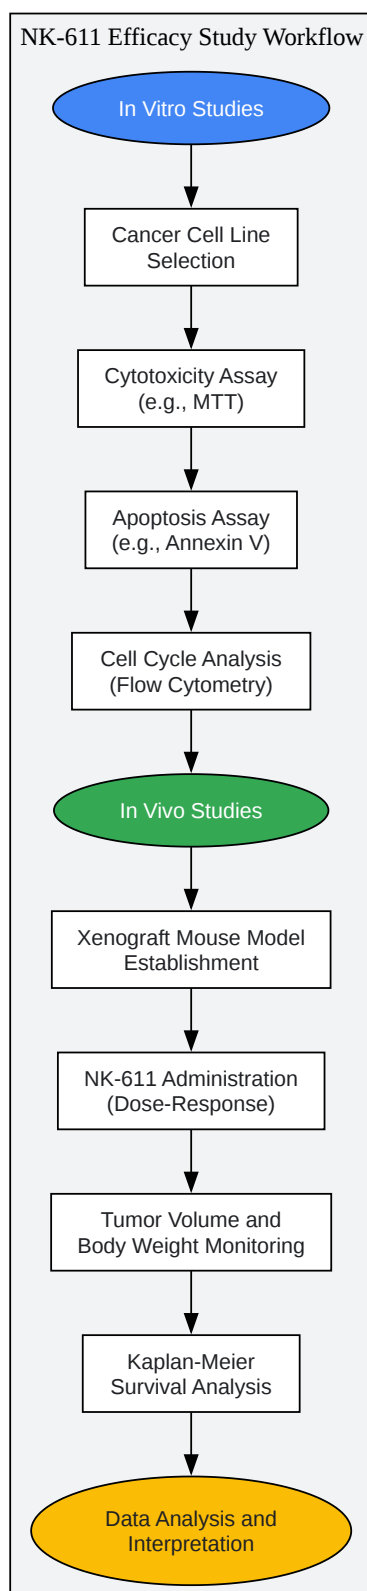 NK-611 Efficacy Study Workflow
In Vitro Studies
Cancer Cell Line
Selection
Cytotoxicity Assay
(e.g., MTT)
Apoptosis Assay
(e.g., Annexin V)
Cell Cycle Analysis
(Flow Cytometry)
In Vivo Studies
Xenograft Mouse Model
Establishment
NK-611 Administration
(Dose-Response)
Tumor Volume and
Body Weight Monitoring
Kaplan-Meier
Survival Analysis
Data Analysis and
Interpretation